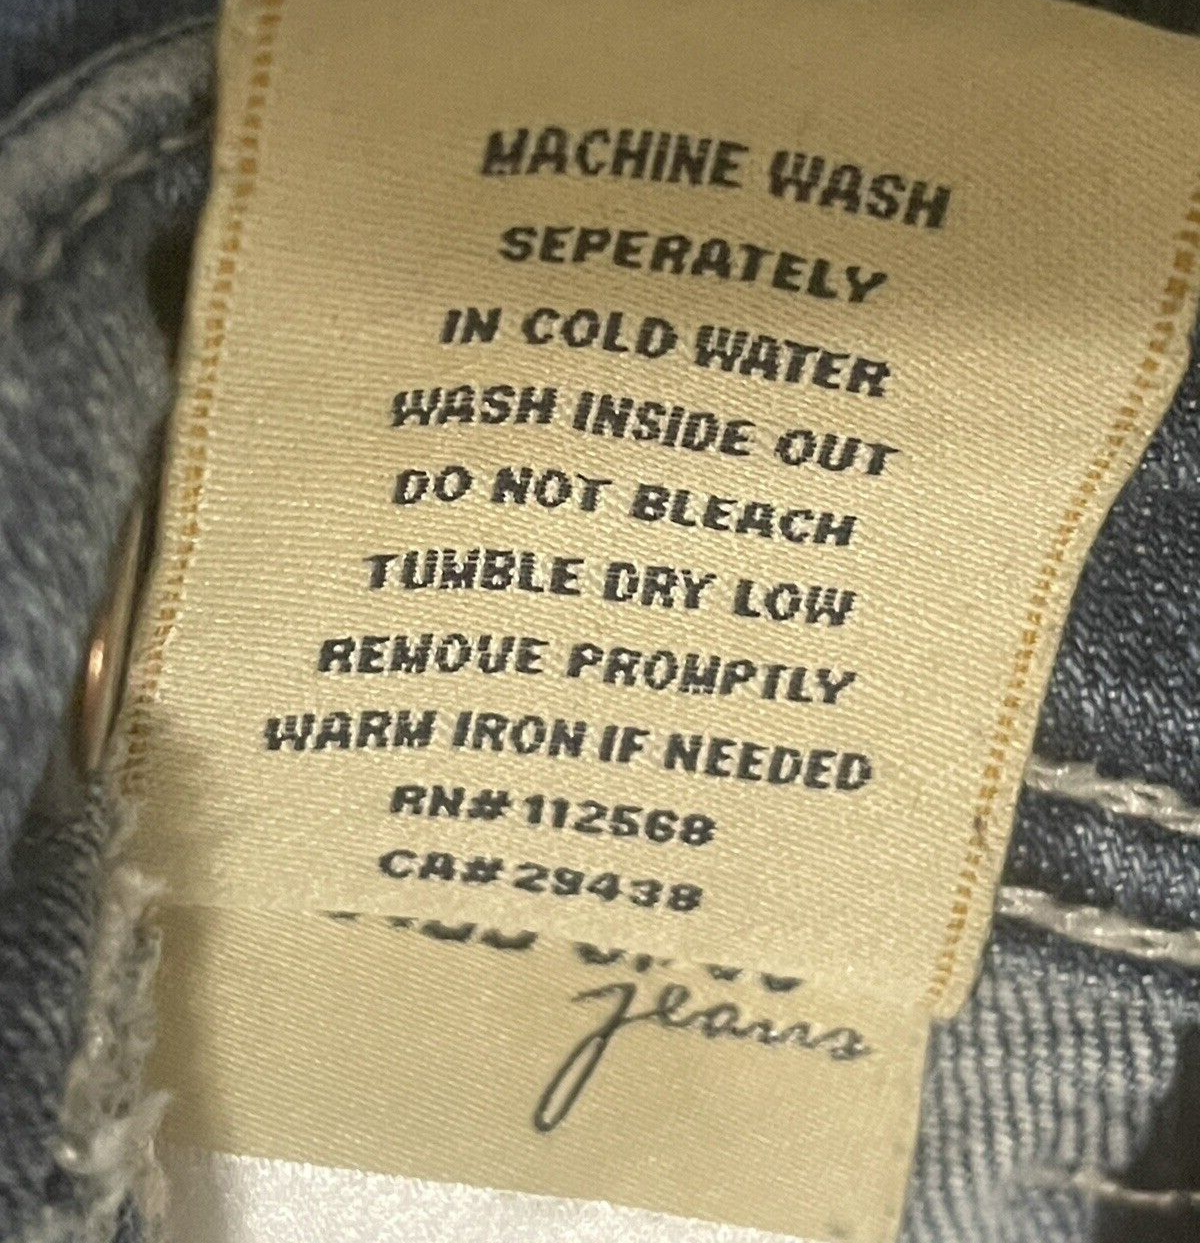 MACHINE WASH
SEPERATELY
IN COLD WATER
WASH INSIDE OUT
DO NOT BLEACH
TUMBLE DRY LOW
REMOVE PROMPTLY
WARM IRON IF NEEDED
RN# 112568
CA# 29438
jeans